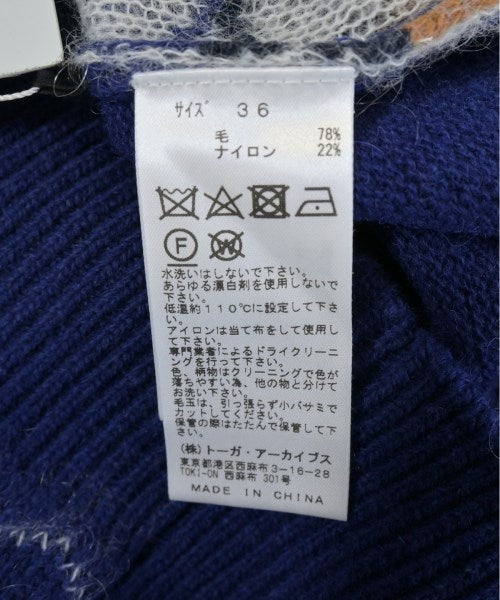 サイズ 36
毛 78%
ナイロン 22%
F W
水洗いはしないで下さい。
あらゆる漂白剤を使用しないで
下さい。
低温約110℃に設定して下さ
い。
アイロンは当て布をして使用し
て下さい。
専門業者によるドライクリーニ
ングを行って下さい。
色、柄物はクリーニングで色が
落ちやすい為、他の物と分けて
お洗い下さい。
毛玉は、引っ張らず小バサミで
カットしてください。
保管の際はたたんで保管して下
さい。
(株)トーガ・アーカイブス
東京都港区西麻布3-16-28
TOKI-ON 西麻布 301号
MADE IN CHINA